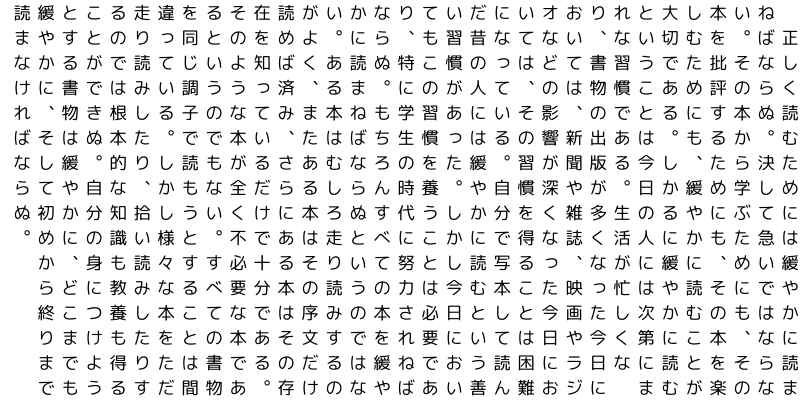 正しく読むためには緩やかに読ま
ねばならぬ。決して急いではならな
い。その本から学ぶためにも、その
本を批評するためにも、その本を楽
しむためにも、緩やかに読むことが
大切である。しかるに緩やかに読む
ということは今日の人には次第にま
れな習慣である。生活が忙しくな
り、書物の出版が多くなった今日に
おいては、新聞や雑誌、映画やラジ
オなどの影響が深くなった今日にお
いては、その習慣を得ることは困難
になっている。自分で写本して読ん
だ昔の人には緩やかに読むという善
い習慣があった。しかし今日におい
てもこの習慣を養うことは必要であ
り、特に学生の時代に努力されねば
ならぬ。もちろんすべての本を緩や
かに読まねばならぬというのではな
い。ある本はむしろ走り読みするの
がよく、またある本はその序文だけ
読めば済み、さらにある本はその存
在を知っているだけで十分である。
そのような本が全く不必要な本であ
るというのでもない。すべての書物
を同じ調子で読もうとすることは間
違っている。しかし様々な本をただ
走り読みしたり、拾い読みしたりす
るのでは根本的な知識も教養も得る
ことができぬ。自分の身につけよう
とする書物は緩やかに、どこまでも
緩やかに、そして初めから終りまで
読まなければならぬ。